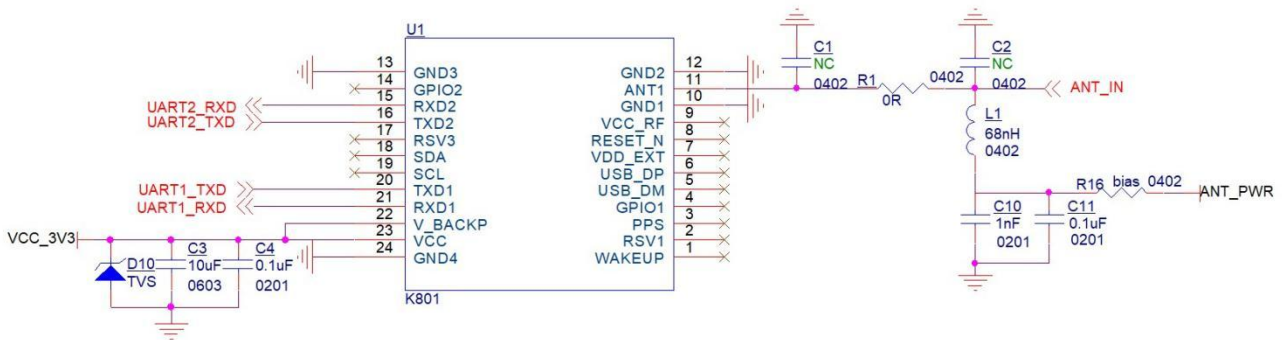 U1
13 GND3
14 GPIO2
UART2_RXD 15 RXD2
UART2_TXD 16 TXD2
17 RSV3
18 SDA
19 SCL
UART1_TXD 20 TXD1
UART1_RXD 21 RXD1
22 V_BACKP
VCC_3V3 23 VCC
24 GND4
GND2 12
ANT1 11
GND1 10
VCC_RF 9
RESET_N 8
VDD_EXT 7
USB_DP 6
USB_DM 5
GPIO1 4
PPS 3
RSV1 2
WAKEUP 1
K801
D10
TVS
C3
10uF
0603
C4
0.1uF
0201
C1
NC
0402
R1 0402
0R
C2
NC
0402
ANT_IN
L1
68nH
0402
R16 bias 0402
ANT_PWR
C10
1nF
0201
C11
0.1uF
0201